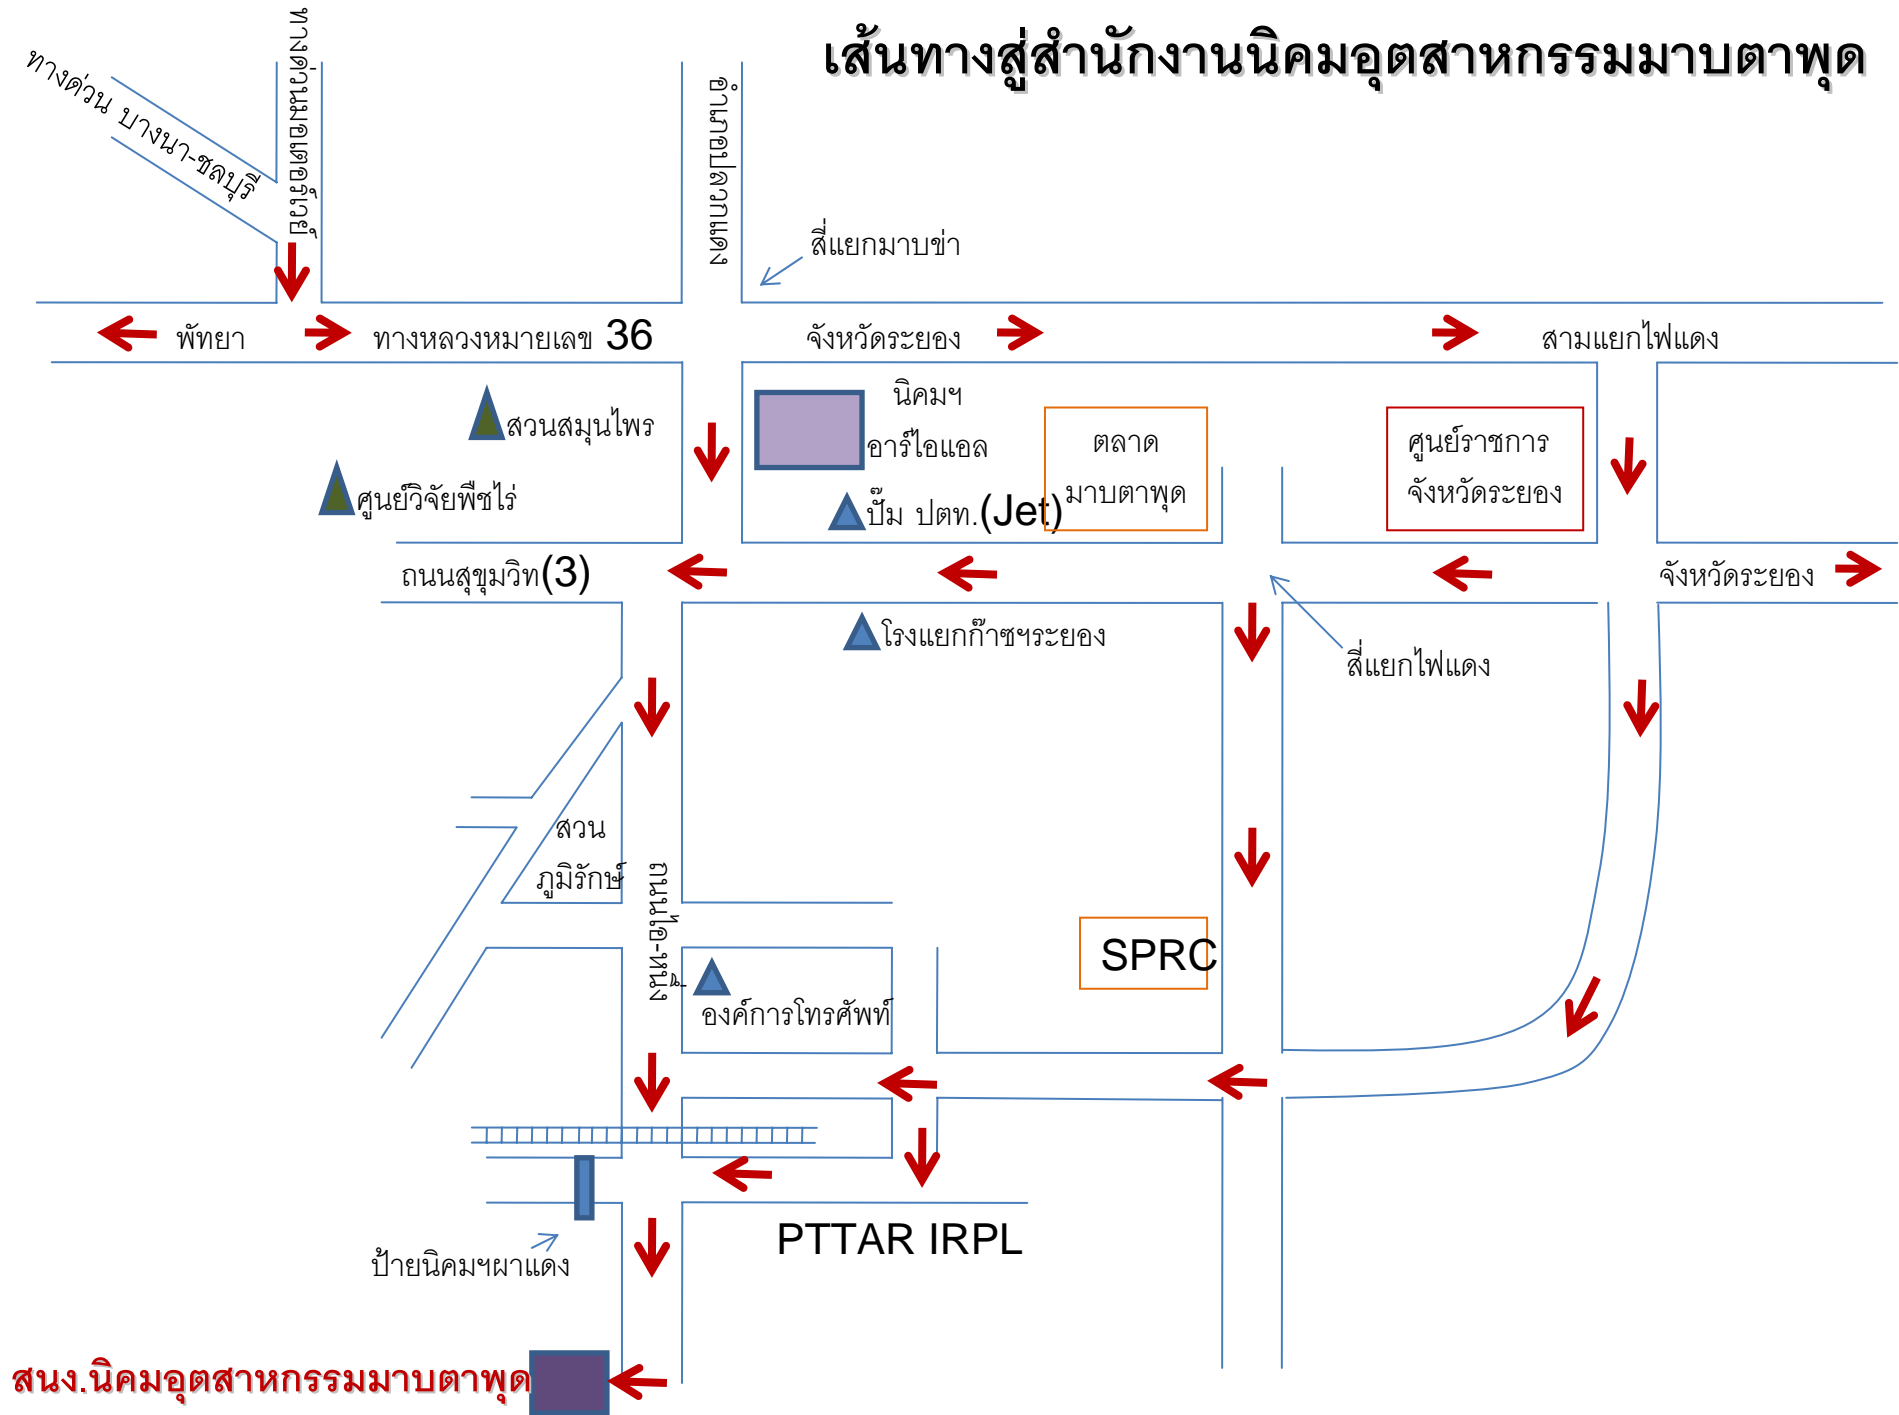 เส้นทางสู่สำนักงานนิคมอุตสาหกรรมมาบตาพุด
ทางด่วน บางนา-ชลบุรี
ทางด่วนมอเตอร์เวย์
อำเภอปลวกแดง
สี่แยกมาบข่า
พัทยา
ทางหลวงหมายเลข 36
จังหวัดระยอง
สามแยกไฟแดง
นิคมฯ
อาร์ไอแอล
สวนสมุนไพร
ศูนย์วิจัยพืชไร่
ปั๊ม ปตท.(Jet)
ตลาด
มาบตาพุด
ศูนย์ราชการ
จังหวัดระยอง
ถนนสุขุมวิท(3)
จังหวัดระยอง
โรงแยกก๊าซฯระยอง
สี่แยกไฟแดง
สวน
ภูมิรักษ์
ถนนไอ-หนึ่ง
SPRC
องค์การโทรศัพท์
PTTAR IRPL
ป้ายนิคมฯผาแดง
สนง.นิคมอุตสาหกรรมมาบตาพุด